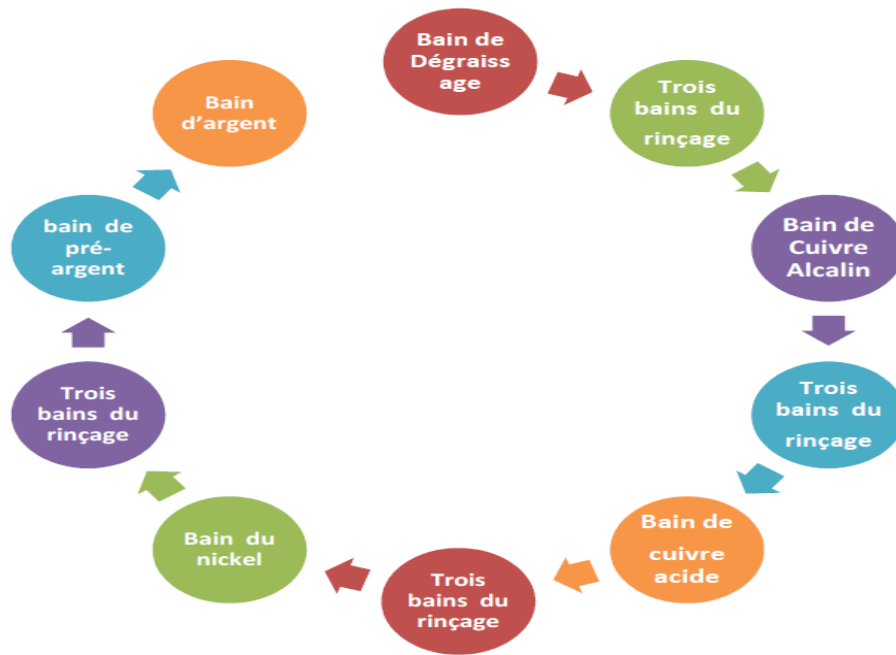 Bain de
Dégraiss
age
Trois
bains du
rinçage
Bain de
Cuivre
Alcalin
Trois
bains du
rinçage
Bain de
cuivre
acide
Trois
bains du
rinçage
Bain du
nickel
Trois
bains du
rinçage
bain de
pré-
argent
Bain
d’argent